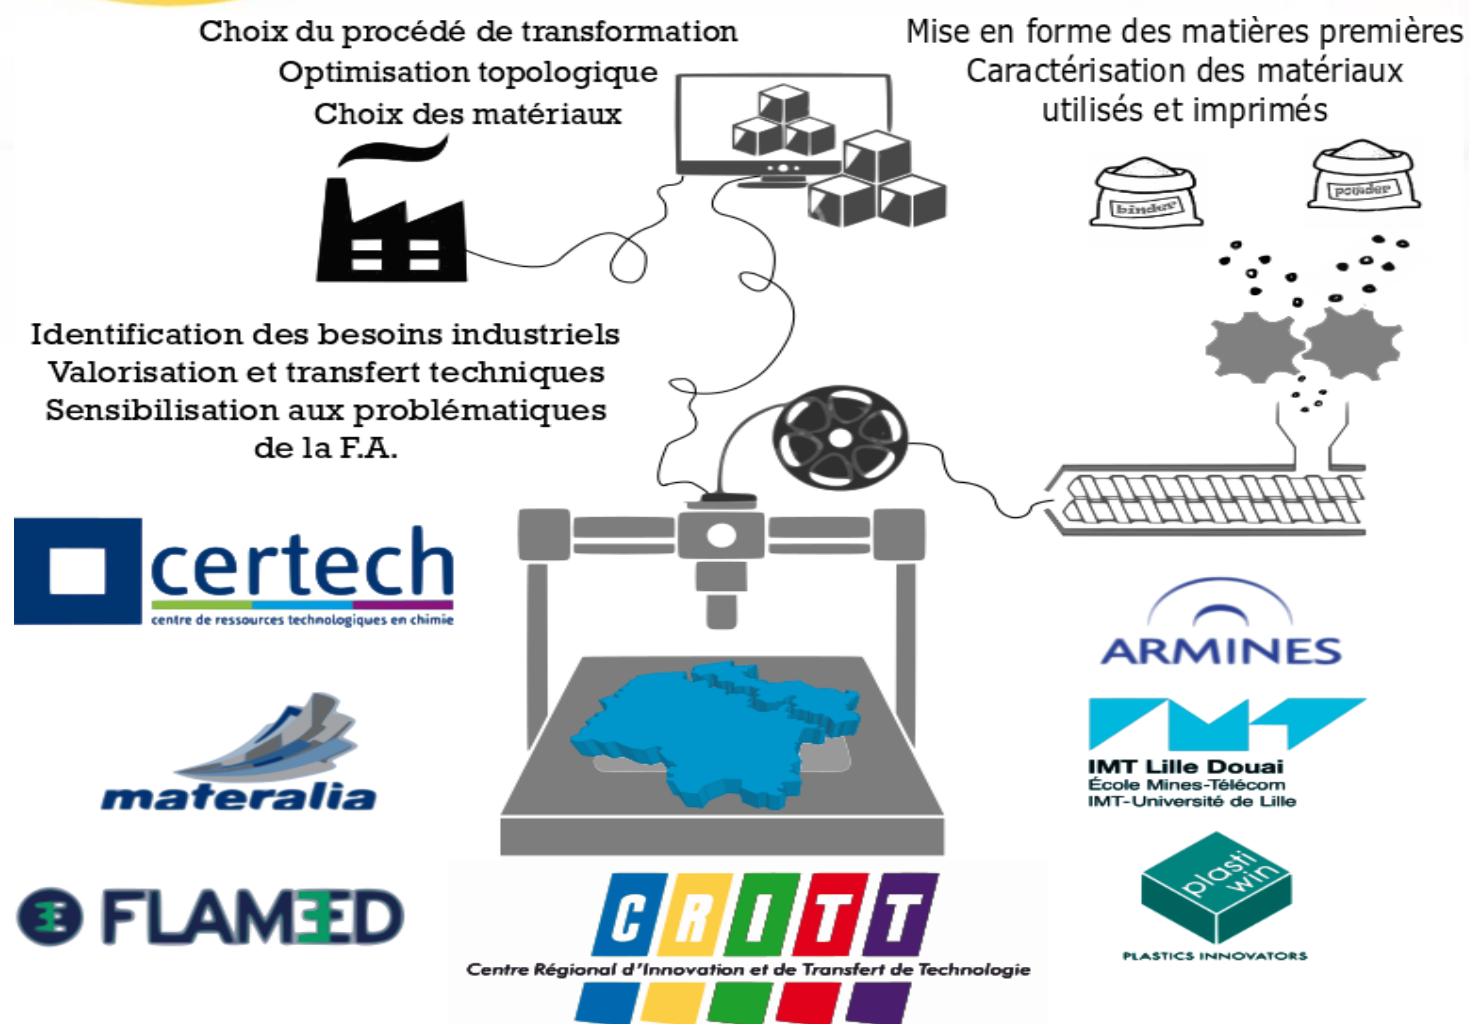 Choix du procédé de transformation
Optimisation topologique
Choix des matériaux
Mise en forme des matières premières
Caractérisation des matériaux
utilisés et imprimés
binder
powder
Identification des besoins industriels
Valorisation et transfert techniques
Sensibilisation aux problématiques
de la F.A.
certech
centre de ressources technologiques en chimie
materalia
FLAM3D
CRITT
Centre Régional d'Innovation et de Transfert de Technologie
ARMINES
IMT Lille Douai
École Mines-Télécom
IMT-Université de Lille
plasti
win
PLASTICS INNOVATORS